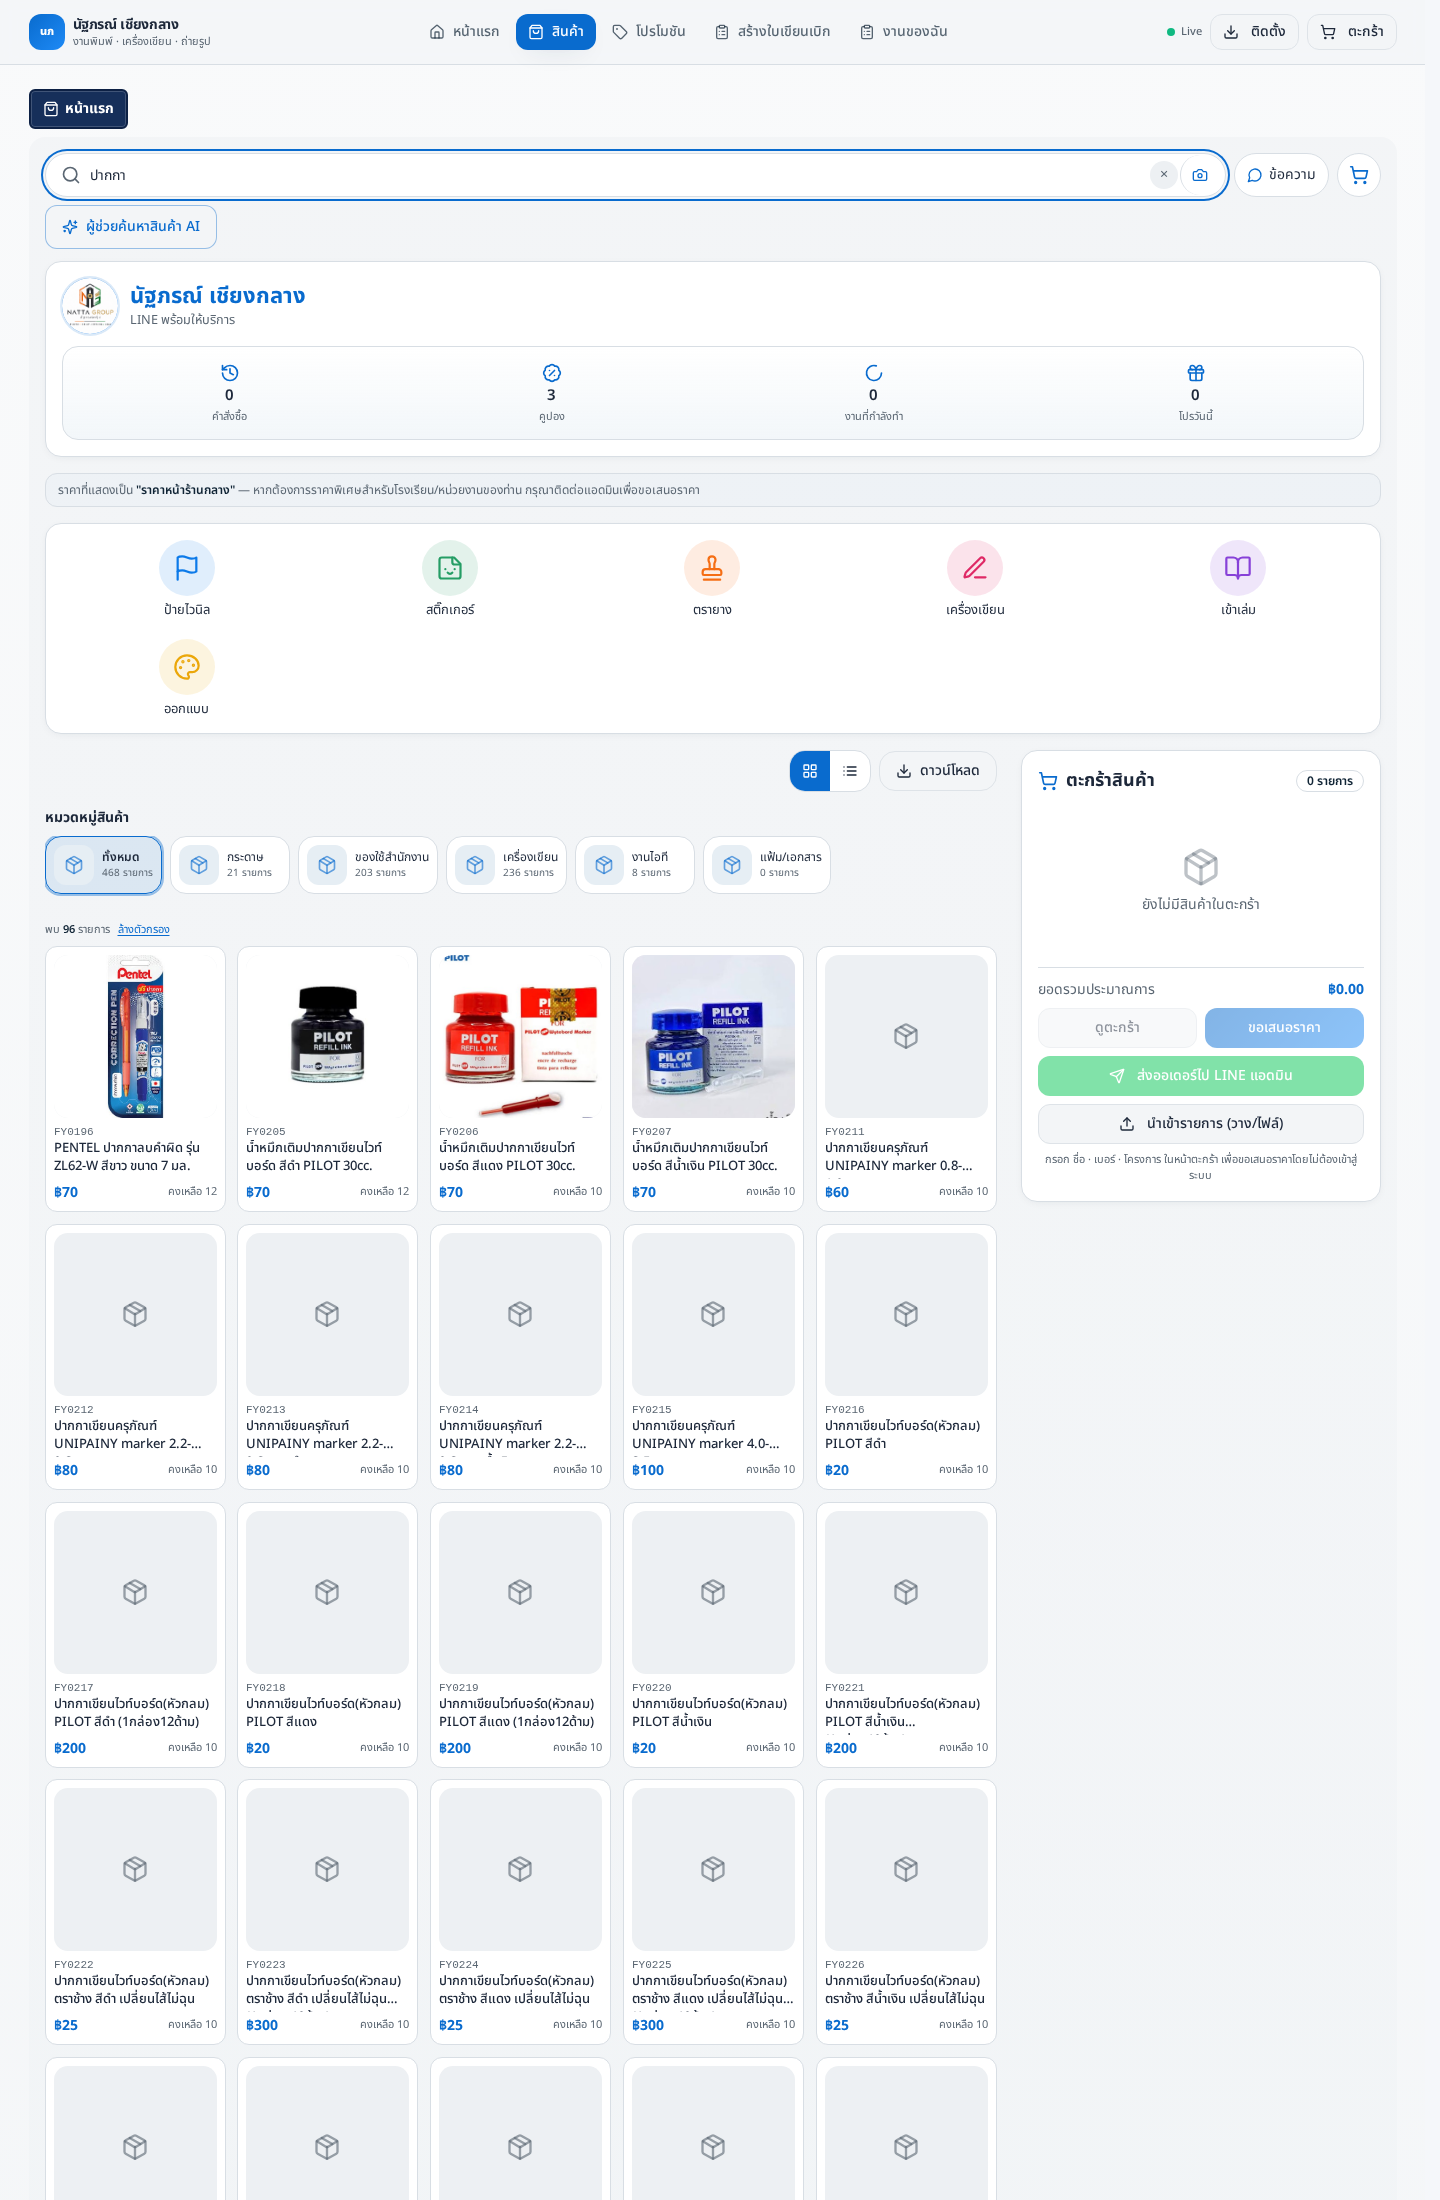 นภ
นัฐภรณ์ เชียงกลาง
งานพิมพ์ · เครื่องเขียน · ถ่ายรูป
หน้าแรก
สินค้า
โปรโมชัน
สร้างใบเขียนเบิก
งานของฉัน
Live
ติดตั้ง
ตะกร้า
หน้าแรก
ปากกา
ข้อความ
ผู้ช่วยค้นหาสินค้า AI
NATTA GROUP
นัฐภรณ์ เชียงกลาง
LINE พร้อมให้บริการ
0
คำสั่งซื้อ
3
คูปอง
0
งานที่กำลังทำ
0
โปรวันนี้
ราคาที่แสดงเป็น "ราคาหน้าร้านกลาง" — หากต้องการราคาพิเศษสำหรับโรงเรียน/หน่วยงานของท่าน กรุณาติดต่อแอดมินเพื่อขอเสนอราคา
ป้ายไวนิล
สติ๊กเกอร์
ตรายาง
เครื่องเขียน
เข้าเล่ม
ออกแบบ
ดาวน์โหลด
หมวดหมู่สินค้า
ทั้งหมด
468 รายการ
กระดาษ
21 รายการ
ของใช้สำนักงาน
203 รายการ
เครื่องเขียน
236 รายการ
งานไอที
8 รายการ
แฟ้ม/เอกสาร
0 รายการ
พบ 96 รายการ ล้างตัวกรอง
Pentel
CORRECTION PEN
FY0196
PENTEL ปากกาลบคำผิด รุ่น
ZL62-W สีขาว ขนาด 7 มล.
฿70
คงเหลือ 12
PILOT
REFILL INK
FOR
FY0205
น้ำหมึกเติมปากกาเขียนไวท์
บอร์ด สีดำ PILOT 30cc.
฿70
คงเหลือ 12
PILOT
PILOT
REFILL INK
FOR
FY0206
น้ำหมึกเติมปากกาเขียนไวท์
บอร์ด สีแดง PILOT 30cc.
฿70
คงเหลือ 10
PILOT
REFILL INK
PILOT
REFILL INK
FY0207
น้ำหมึกเติมปากกาเขียนไวท์
บอร์ด สีน้ำเงิน PILOT 30cc.
฿70
คงเหลือ 10
FY0211
ปากกาเขียนครุภัณฑ์
UNIPAINY marker 0.8-...
฿60
คงเหลือ 10
FY0212
ปากกาเขียนครุภัณฑ์
UNIPAINY marker 2.2-...
฿80
คงเหลือ 10
FY0213
ปากกาเขียนครุภัณฑ์
UNIPAINY marker 2.2-...
฿80
คงเหลือ 10
FY0214
ปากกาเขียนครุภัณฑ์
UNIPAINY marker 2.2-...
฿80
คงเหลือ 10
FY0215
ปากกาเขียนครุภัณฑ์
UNIPAINY marker 4.0-...
฿100
คงเหลือ 10
FY0216
ปากกาเขียนไวท์บอร์ด(หัวกลม)
PILOT สีดำ
฿20
คงเหลือ 10
FY0217
ปากกาเขียนไวท์บอร์ด(หัวกลม)
PILOT สีดำ (1กล่อง12ด้าม)
฿200
คงเหลือ 10
FY0218
ปากกาเขียนไวท์บอร์ด(หัวกลม)
PILOT สีแดง
฿20
คงเหลือ 10
FY0219
ปากกาเขียนไวท์บอร์ด(หัวกลม)
PILOT สีแดง (1กล่อง12ด้าม)
฿200
คงเหลือ 10
FY0220
ปากกาเขียนไวท์บอร์ด(หัวกลม)
PILOT สีน้ำเงิน
฿20
คงเหลือ 10
FY0221
ปากกาเขียนไวท์บอร์ด(หัวกลม)
PILOT สีน้ำเงิน...
฿200
คงเหลือ 10
FY0222
ปากกาเขียนไวท์บอร์ด(หัวกลม)
ตราช้าง สีดำ เปลี่ยนไส้ไม่ฉุน
฿25
คงเหลือ 10
FY0223
ปากกาเขียนไวท์บอร์ด(หัวกลม)
ตราช้าง สีดำ เปลี่ยนไส้ไม่ฉุน...
฿300
คงเหลือ 10
FY0224
ปากกาเขียนไวท์บอร์ด(หัวกลม)
ตราช้าง สีแดง เปลี่ยนไส้ไม่ฉุน
฿25
คงเหลือ 10
FY0225
ปากกาเขียนไวท์บอร์ด(หัวกลม)
ตราช้าง สีแดง เปลี่ยนไส้ไม่ฉุน...
฿300
คงเหลือ 10
FY0226
ปากกาเขียนไวท์บอร์ด(หัวกลม)
ตราช้าง สีน้ำเงิน เปลี่ยนไส้ไม่ฉุน
฿25
คงเหลือ 10
ตะกร้าสินค้า
0 รายการ
ยังไม่มีสินค้าในตะกร้า
ยอดรวมประมาณการ
฿0.00
ดูตะกร้า
ขอเสนอราคา
ส่งออเดอร์ไป LINE แอดมิน
นำเข้ารายการ (วาง/ไฟล์)
กรอก ชื่อ · เบอร์ · โครงการ ในหน้าตะกร้า เพื่อขอเสนอราคาโดยไม่ต้องเข้าสู่
ระบบ